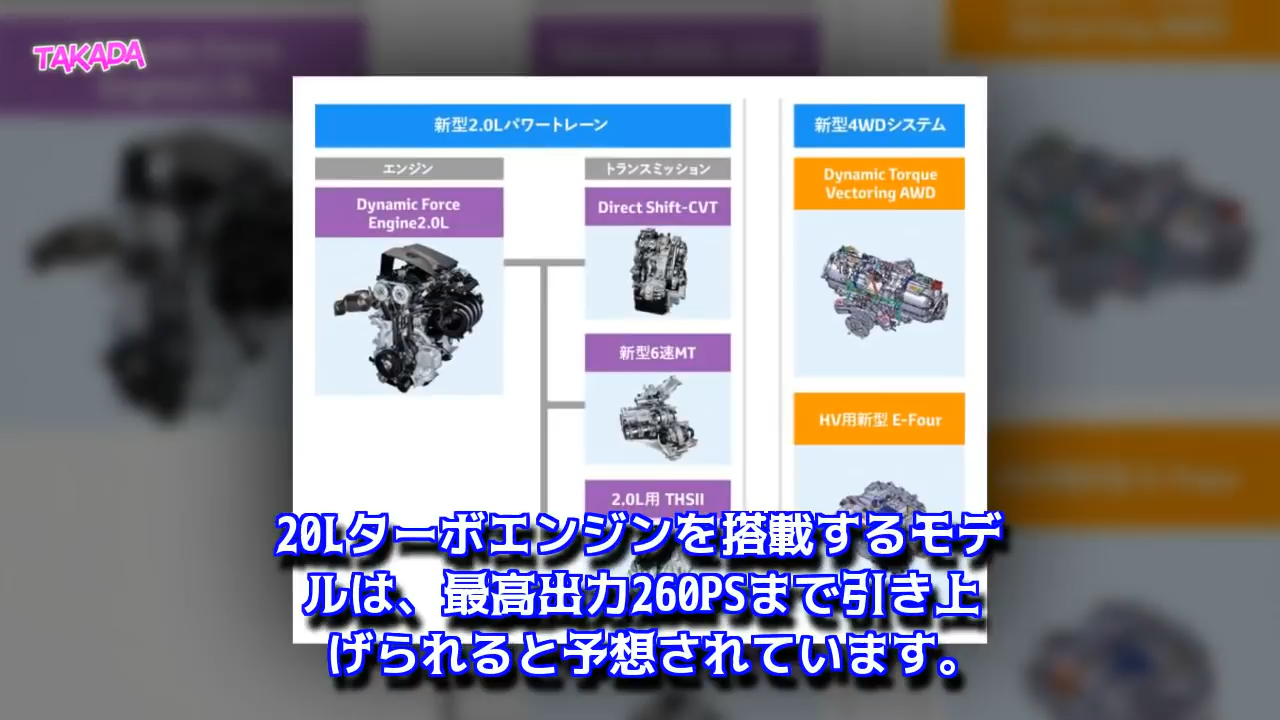 TAKADA
新型2.0Lパワートレーン
新型4WDシステム
エンジン
トランスミッション
Dynamic Force
Engine2.0L
Direct Shift-CVT
Dynamic Torque
Vectoring AWD
新型6速MT
HV用新型 E-Four
2.0L用 THSII
20Lターボエンジンを搭載するモデ
ルは、最高出力260PSまで引き上
げられると予想されています。